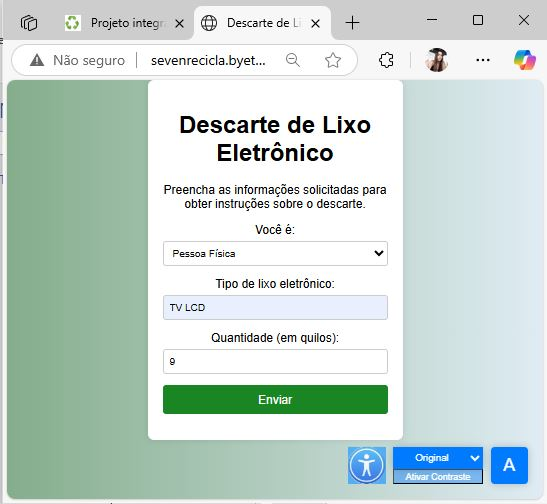 Projeto integra
Descarte de Li
Não seguro
sevenrecicla.byet...
Descarte de Lixo
Eletrônico
Preencha as informações solicitadas para
obter instruções sobre o descarte.
Você é:
Pessoa Física
Tipo de lixo eletrônico:
TV LCD
Quantidade (em quilos):
9
Enviar
Original
Ativar Contraste
A